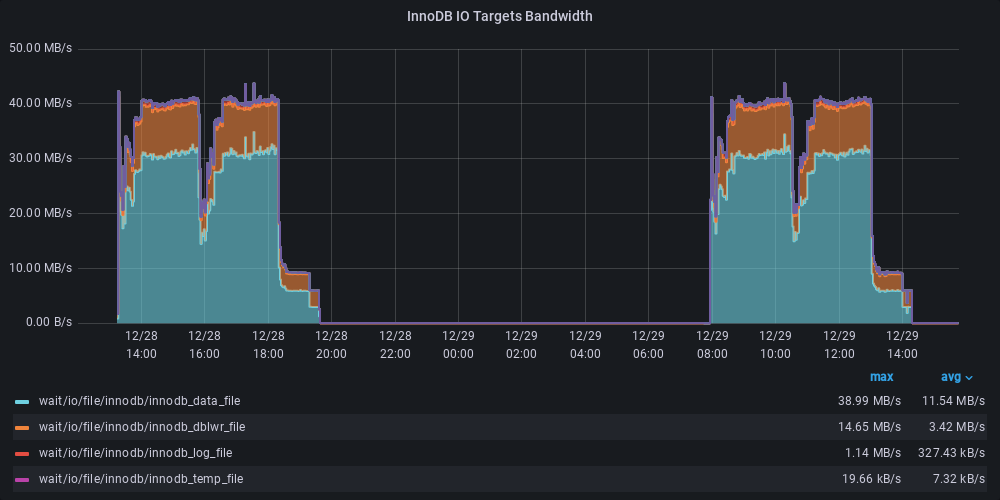 InnoDB IO Targets Bandwidth
50.00 MB/s
40.00 MB/s
30.00 MB/s
20.00 MB/s
10.00 MB/s
0.00 B/s
12/28 12/28 12/28 12/28 12/28 12/29 12/29 12/29 12/29 12/29 12/29 12/29 12/29
14:00 16:00 18:00 20:00 22:00 00:00 02:00 04:00 06:00 08:00 10:00 12:00 14:00
max avg
wait/io/file/innodb/innodb_data_file 38.99 MB/s 11.54 MB/s
wait/io/file/innodb/innodb_dblwr_file 14.65 MB/s 3.42 MB/s
wait/io/file/innodb/innodb_log_file 1.14 MB/s 327.43 kB/s
wait/io/file/innodb/innodb_temp_file 19.66 kB/s 7.32 kB/s